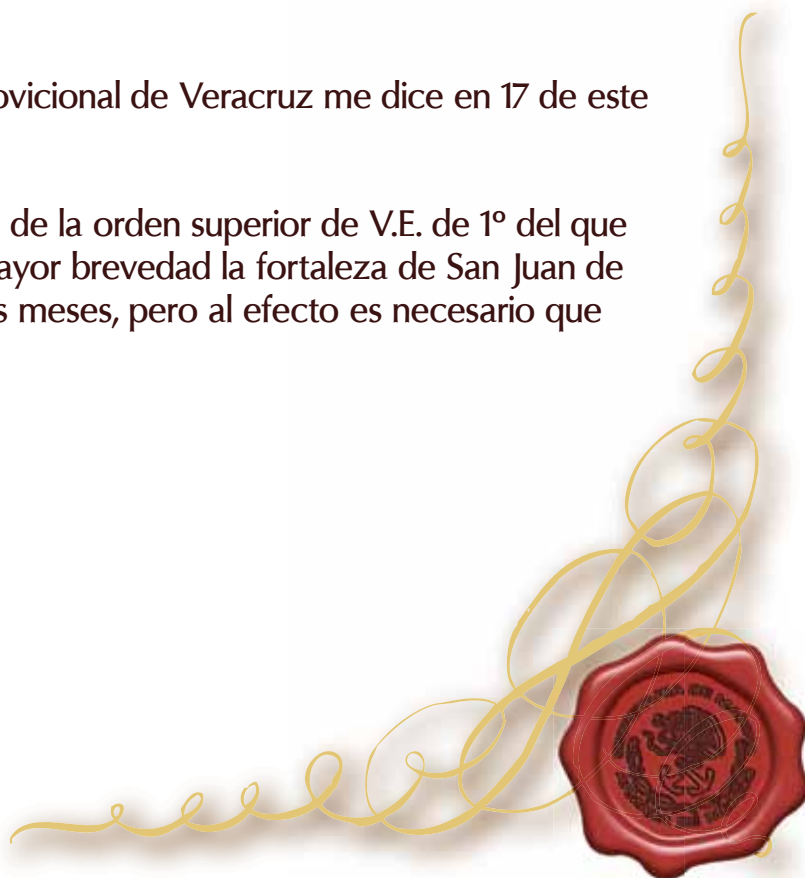 ovicional de Veracruz me dice en 17 de este
de la orden superior de V.E. de 1º del que
ayor brevedad la fortaleza de San Juan de
s meses, pero al efecto es necesario que